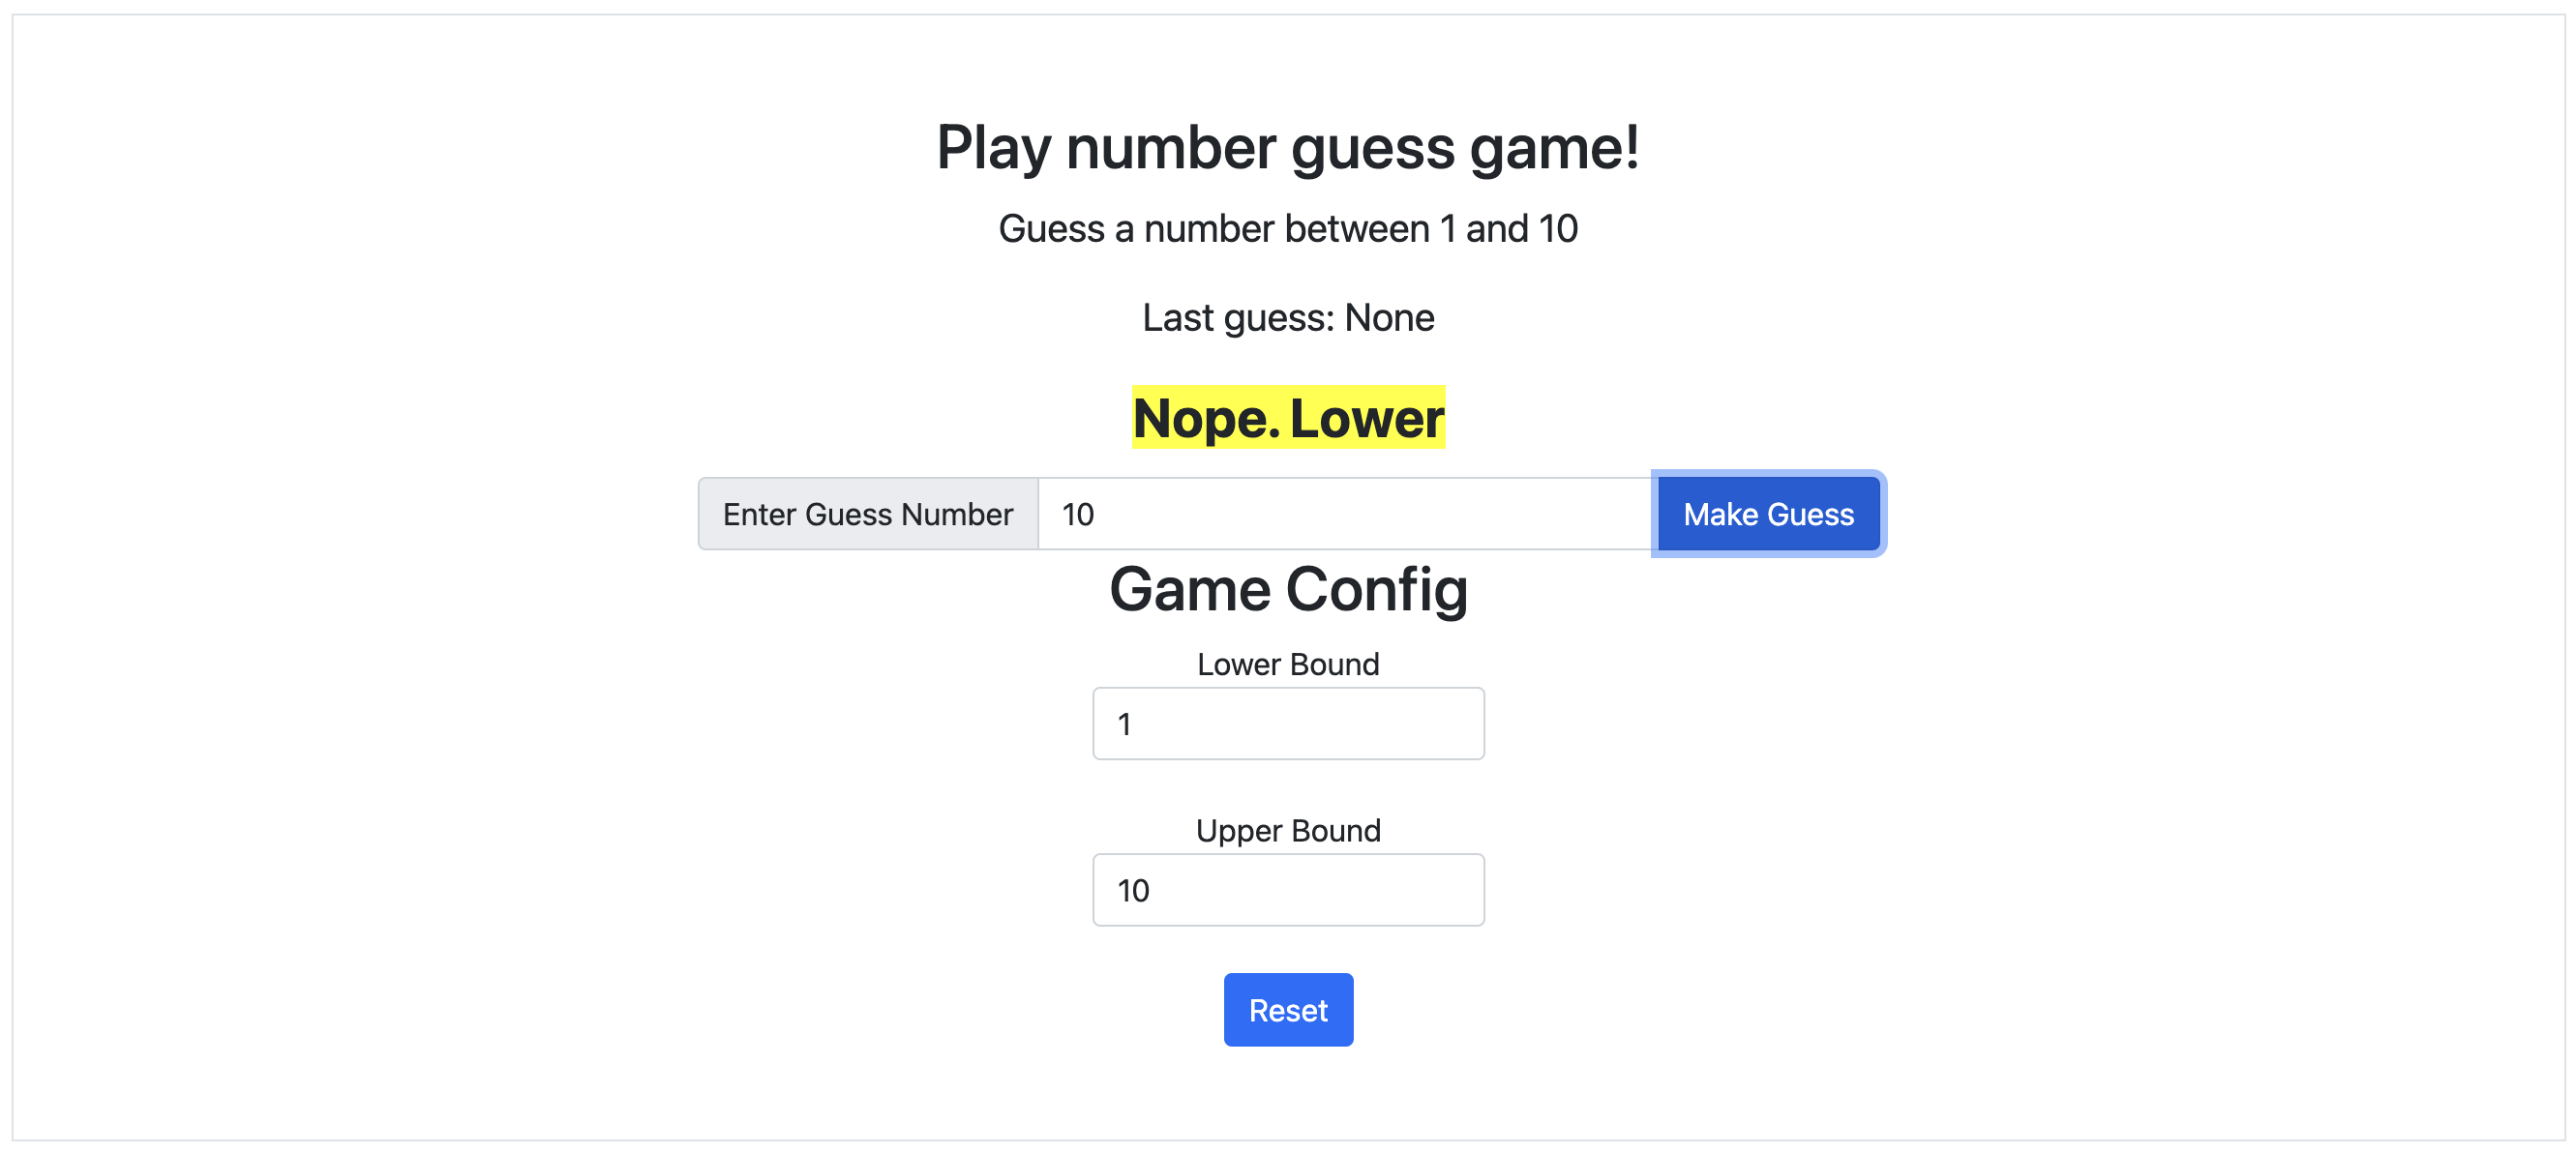 Play number guess game!
Guess a number between 1 and 10
Last guess: None
Nope. Lower
Enter Guess Number 10 Make Guess
Game Config
Lower Bound
1
Upper Bound
10
Reset